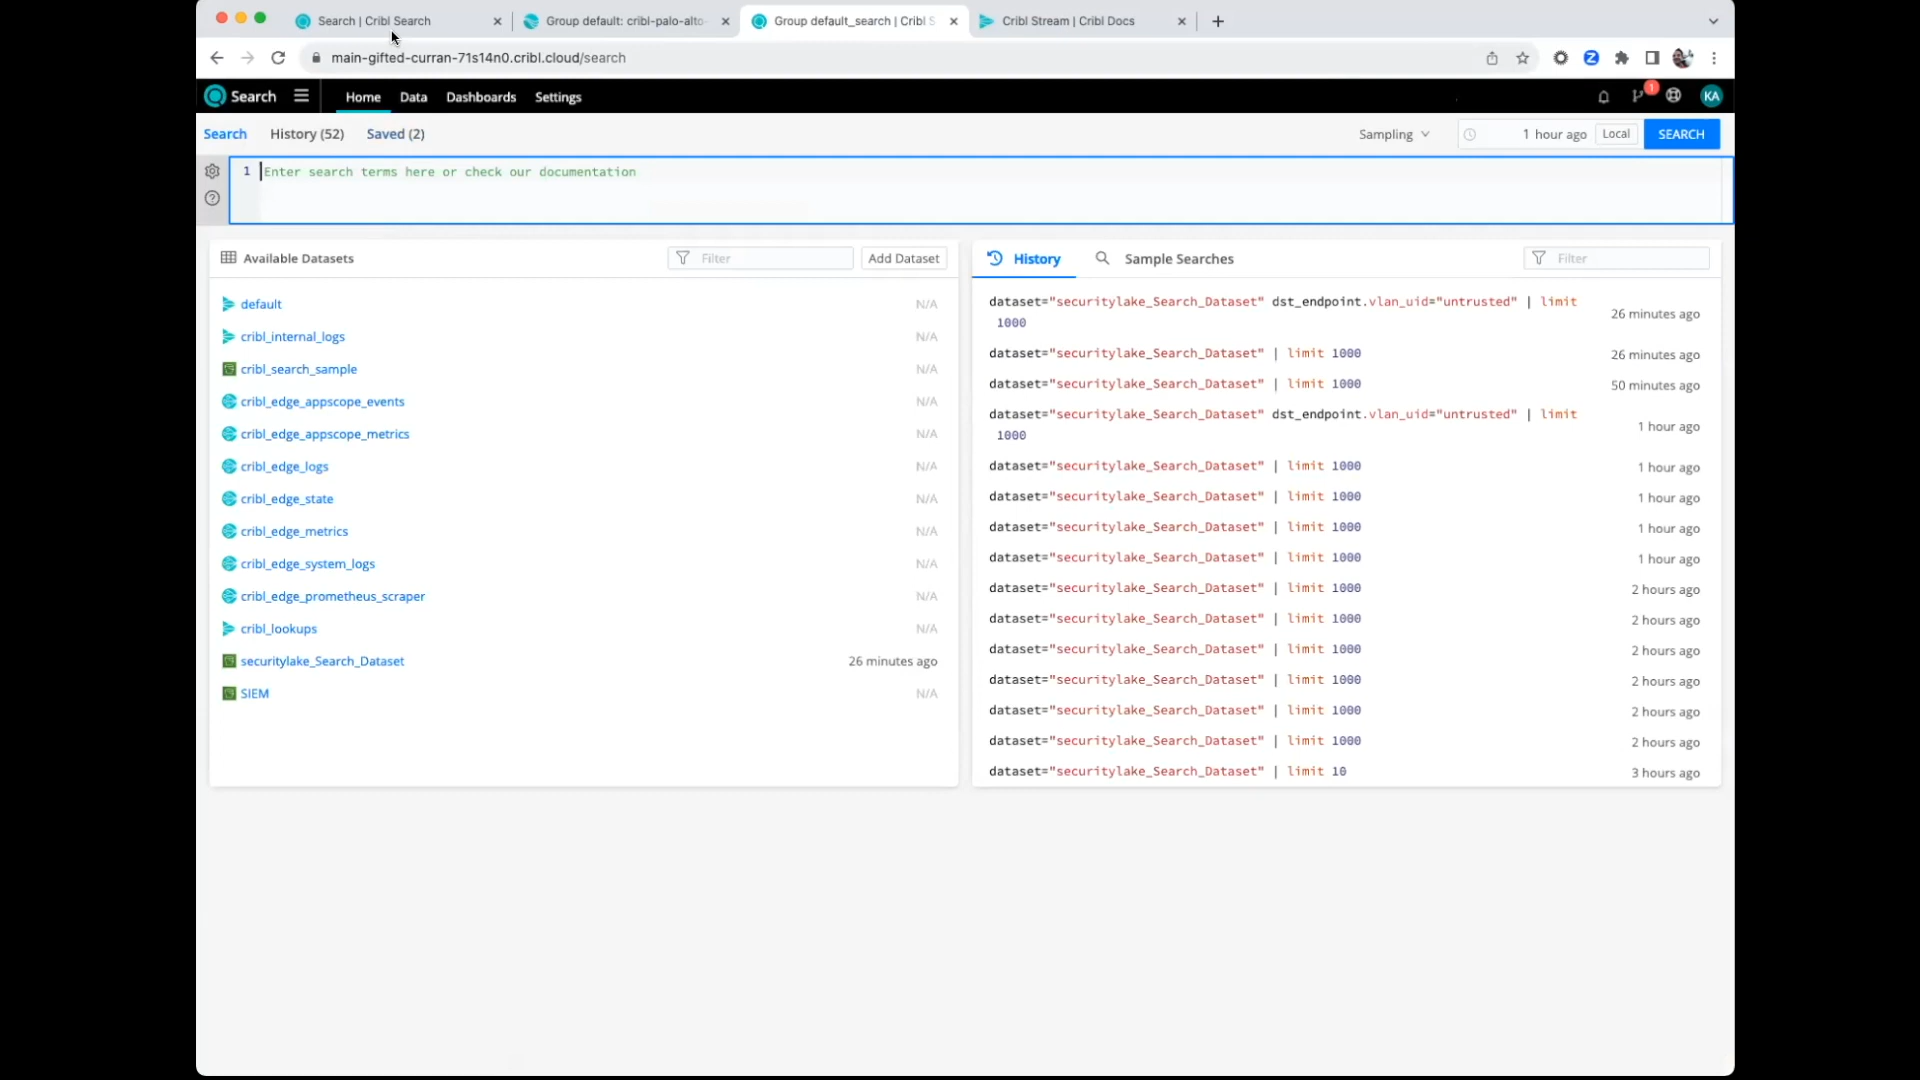 Search | Cribl Search
Group default: cribl-palo-alto-
Group default_search | Cribl S
Cribl Stream | Cribl Docs
main-gifted-curran-71s14n0.cribl.cloud/search
Search Home Data Dashboards Settings 1 KA
Search History (52) Saved (2) Sampling 1 hour ago Local SEARCH
1 Enter search terms here or check our documentation
Available Datasets Filter Add Dataset
default N/A
cribl_internal_logs N/A
cribl_search_sample N/A
cribl_edge_appscope_events N/A
cribl_edge_appscope_metrics N/A
cribl_edge_logs N/A
cribl_edge_state N/A
cribl_edge_metrics N/A
cribl_edge_system_logs N/A
cribl_edge_prometheus_scraper N/A
cribl_lookups N/A
securitylake_Search_Dataset 26 minutes ago
SIEM N/A
History Sample Searches Filter
dataset="securitylake_Search_Dataset" dst_endpoint.vlan_uid="untrusted" | limit
1000 26 minutes ago
dataset="securitylake_Search_Dataset" | limit 1000 26 minutes ago
dataset="securitylake_Search_Dataset" | limit 1000 50 minutes ago
dataset="securitylake_Search_Dataset" dst_endpoint.vlan_uid="untrusted" | limit
1000 1 hour ago
dataset="securitylake_Search_Dataset" | limit 1000 1 hour ago
dataset="securitylake_Search_Dataset" | limit 1000 1 hour ago
dataset="securitylake_Search_Dataset" | limit 1000 1 hour ago
dataset="securitylake_Search_Dataset" | limit 1000 1 hour ago
dataset="securitylake_Search_Dataset" | limit 1000 2 hours ago
dataset="securitylake_Search_Dataset" | limit 1000 2 hours ago
dataset="securitylake_Search_Dataset" | limit 1000 2 hours ago
dataset="securitylake_Search_Dataset" | limit 1000 2 hours ago
dataset="securitylake_Search_Dataset" | limit 1000 2 hours ago
dataset="securitylake_Search_Dataset" | limit 1000 2 hours ago
dataset="securitylake_Search_Dataset" | limit 10 3 hours ago